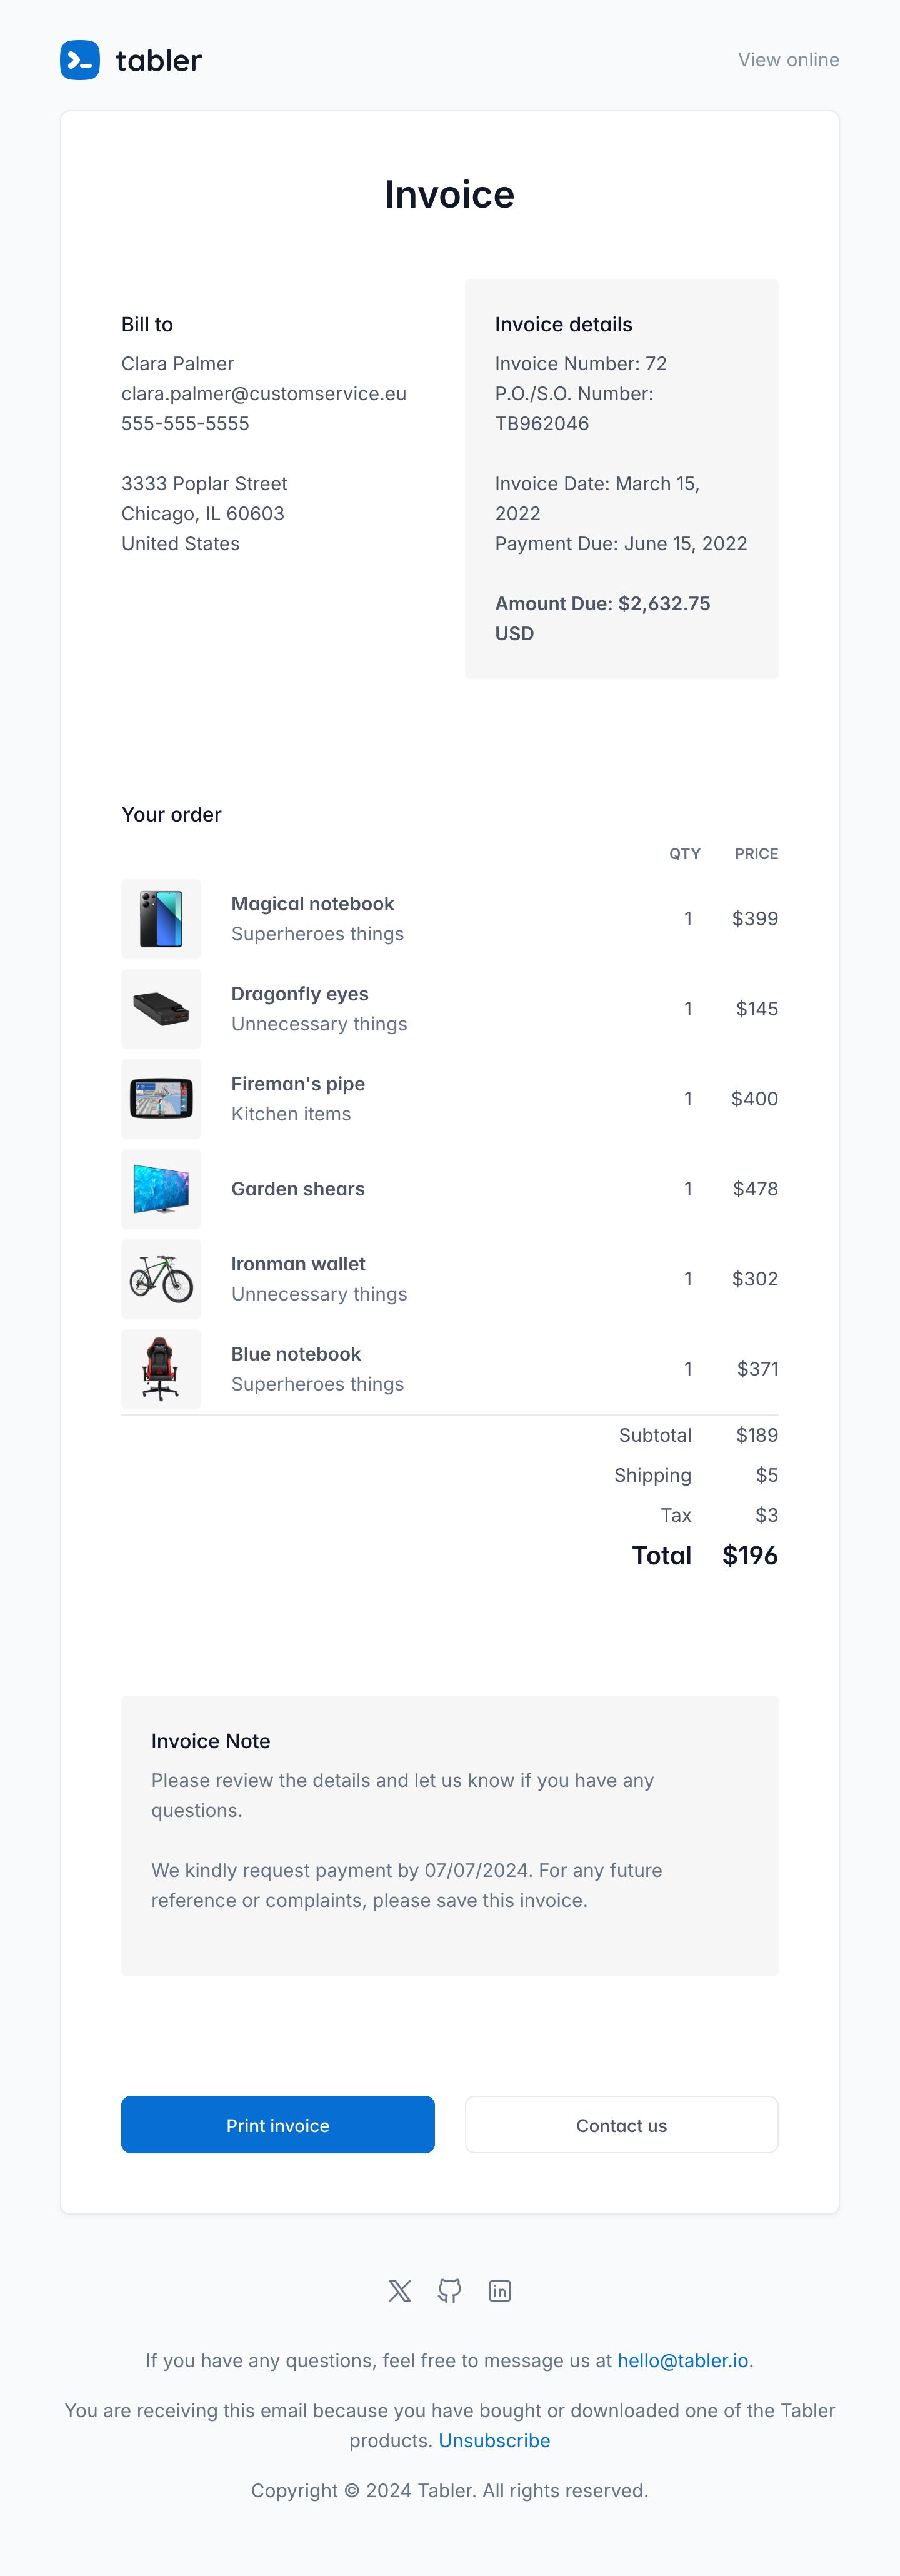 tabler
View online
Invoice
Bill to
Clara Palmer
clara.palmer@customservice.eu
555-555-5555
3333 Poplar Street
Chicago, IL 60603
United States
Invoice details
Invoice Number: 72
P.O./S.O. Number:
TB962046
Invoice Date: March 15,
2022
Payment Due: June 15, 2022
Amount Due: $2,632.75
USD
Your order
QTY PRICE
Magical notebook
Superheroes things
1 $399
Dragonfly eyes
Unnecessary things
1 $145
Fireman's pipe
Kitchen items
1 $400
Garden shears
1 $478
Ironman wallet
Unnecessary things
1 $302
Blue notebook
Superheroes things
1 $371
Subtotal $189
Shipping $5
Tax $3
Total $196
Invoice Note
Please review the details and let us know if you have any
questions.
We kindly request payment by 07/07/2024. For any future
reference or complaints, please save this invoice.
Print invoice
Contact us
If you have any questions, feel free to message us at hello@tabler.io.
You are receiving this email because you have bought or downloaded one of the Tabler
products. Unsubscribe
Copyright © 2024 Tabler. All rights reserved.